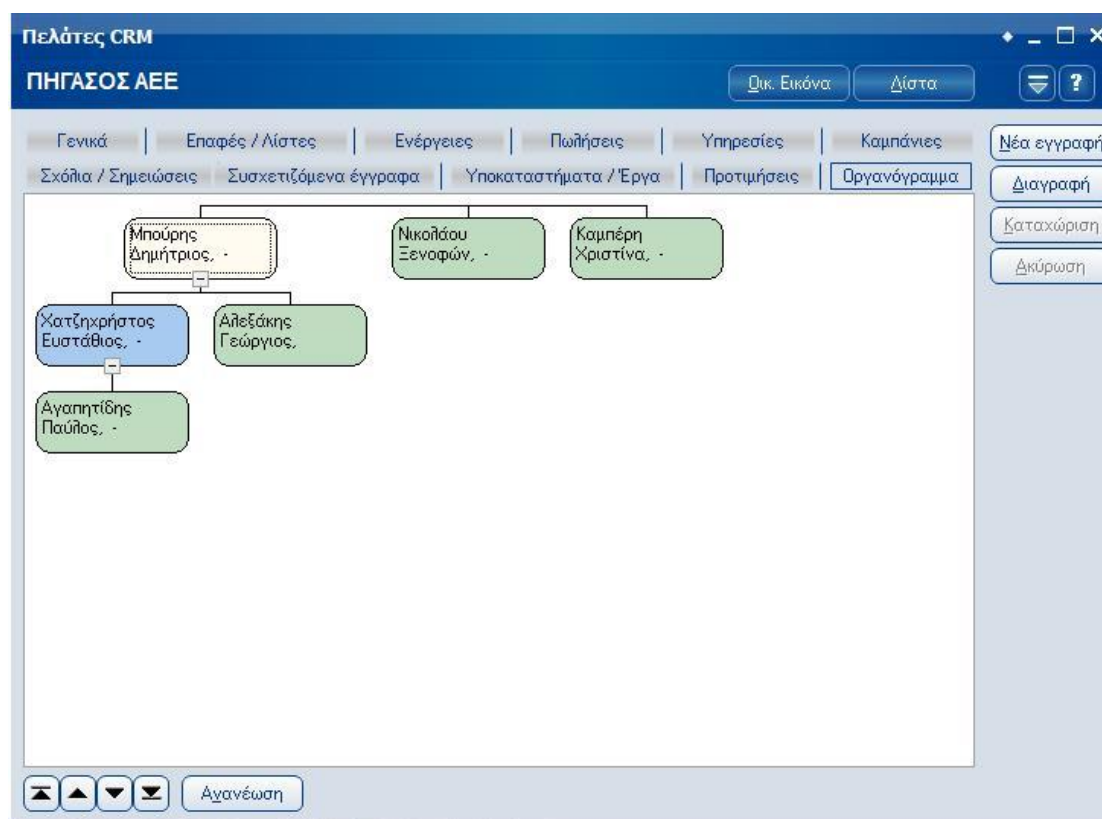 Πελάτες CRM
ΠΗΓΑΣΟΣ ΑΕΕ
Οικ. Εικόνα Λίστα ?
Γενικά Επαφές / Λίστες Ενέργειες Πωλήσεις Υπηρεσίες Καμπάνιες
Σχόλια / Σημειώσεις Συσχετιζόμενα έγγραφα Υποκαταστήματα / Έργα Προτιμήσεις Οργανόγραμμα
Νέα εγγραφή
Διαγραφή
Καταχώριση
Ακύρωση
Μπούρης
Δημήτριος, -
Νικολάου
Ξενοφών, -
Καμπέρη
Χριστίνα, -
Χατζηχρήστος
Ευστάθιος, -
Αλεξάκης
Γεώργιος,
Αγαπητίδης
Παύλος, -
Ανανέωση